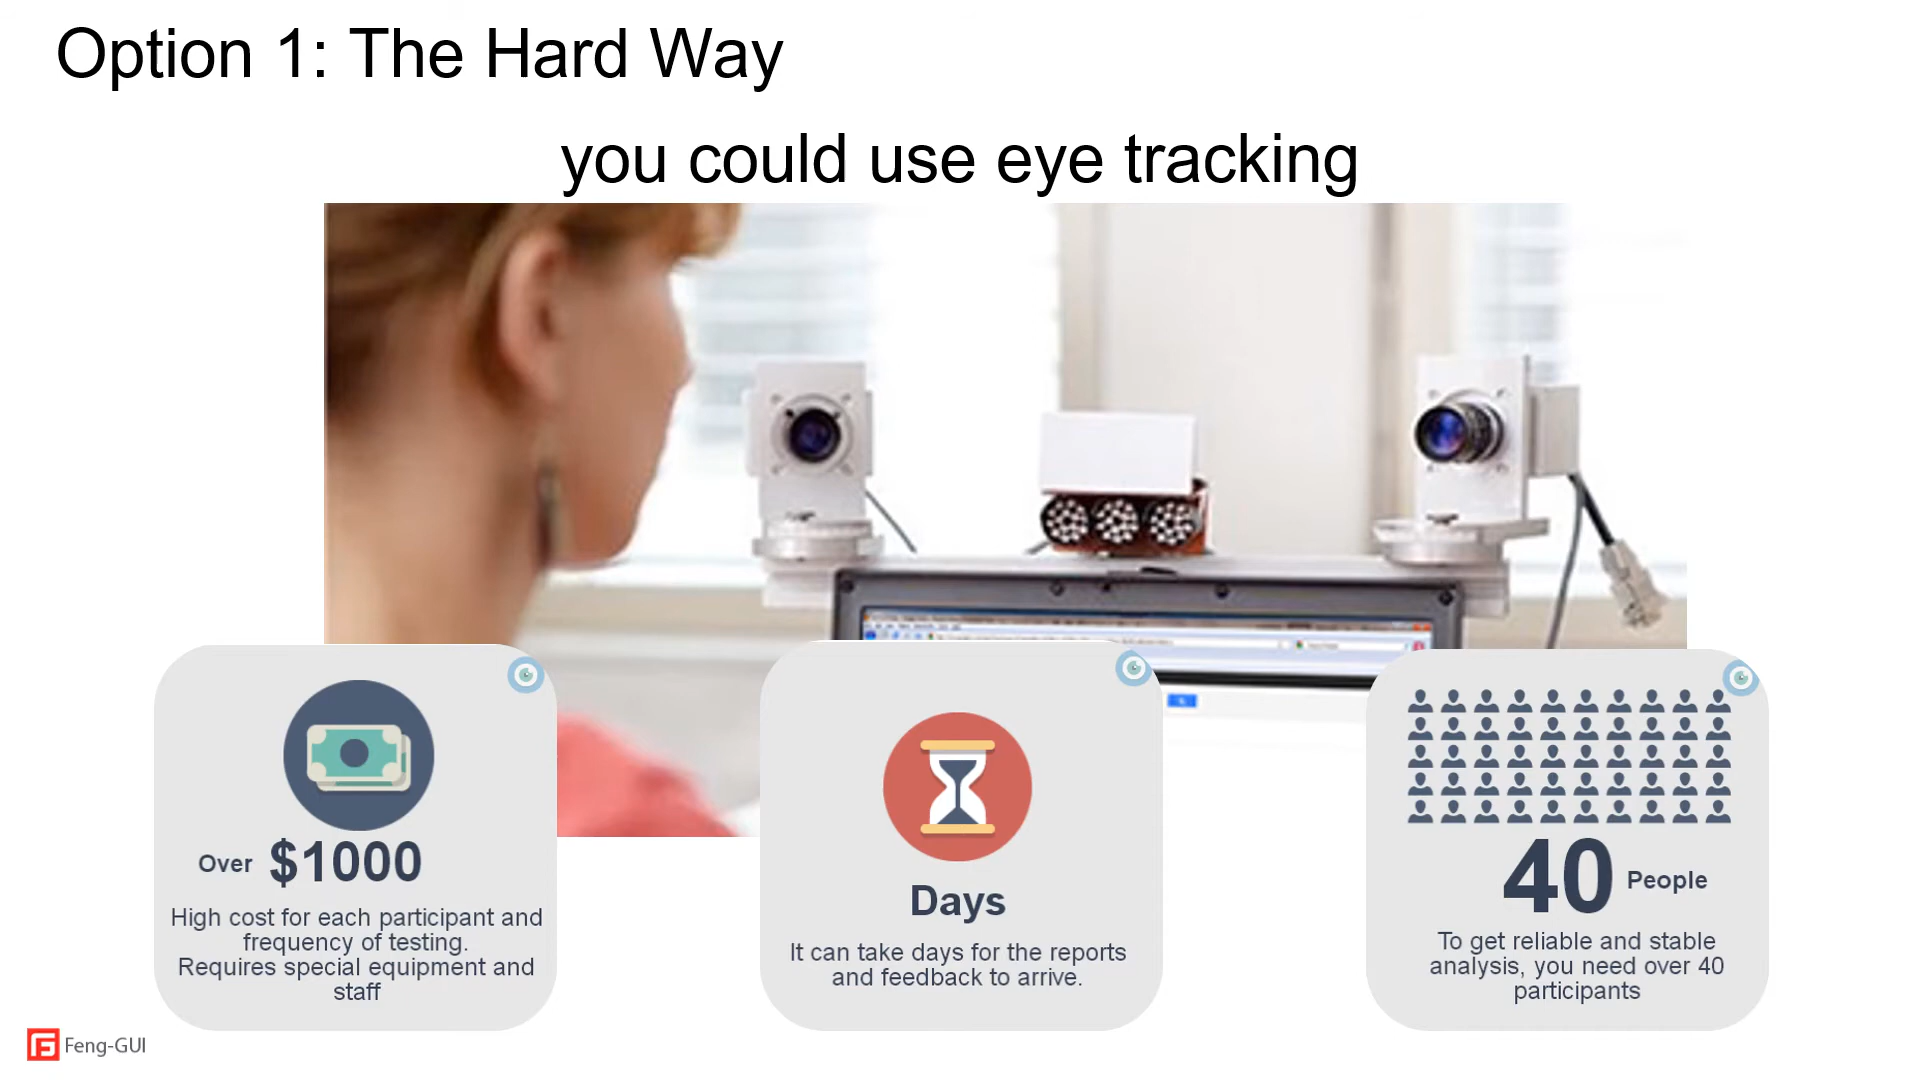 Option 1: The Hard Way
you could use eye tracking
Over $1000
High cost for each participant and
frequency of testing.
Requires special equipment and
staff
Days
It can take days for the reports
and feedback to arrive.
40 People
To get reliable and stable
analysis, you need over 40
participants
Feng-GUI